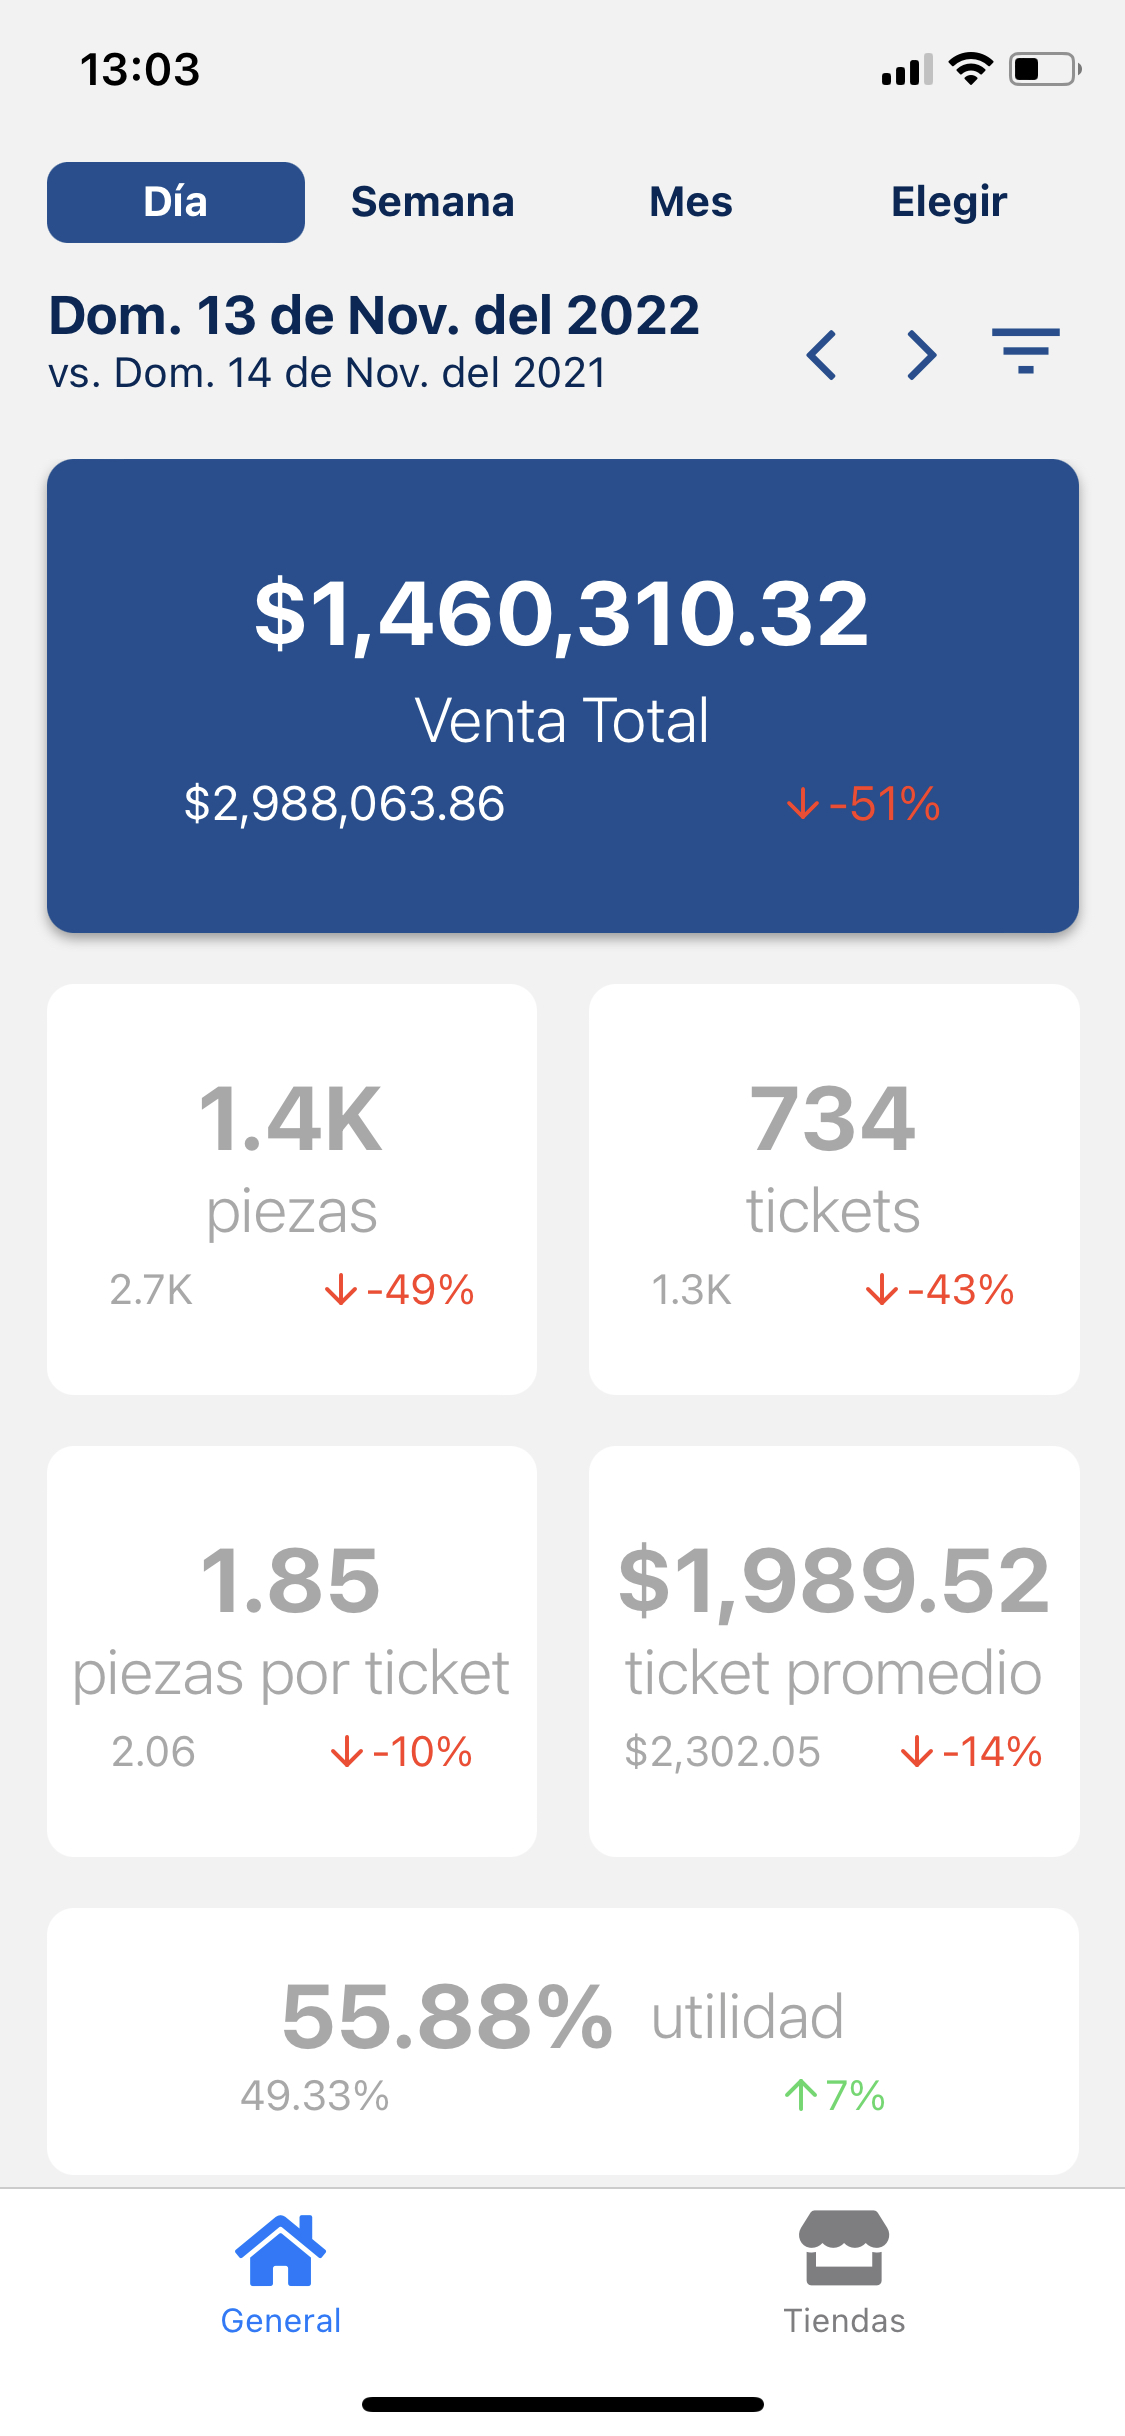 13:03
Día Semana Mes Elegir
Dom. 13 de Nov. del 2022
vs. Dom. 14 de Nov. del 2021
$1,460,310.32
Venta Total
$2,988,063.86 ↓ -51%
1.4K
piezas
2.7K ↓ -49%
734
tickets
1.3K ↓ -43%
1.85
piezas por ticket
2.06 ↓ -10%
$1,989.52
ticket promedio
$2,302.05 ↓ -14%
55.88% utilidad
49.33% ↑ 7%
General Tiendas